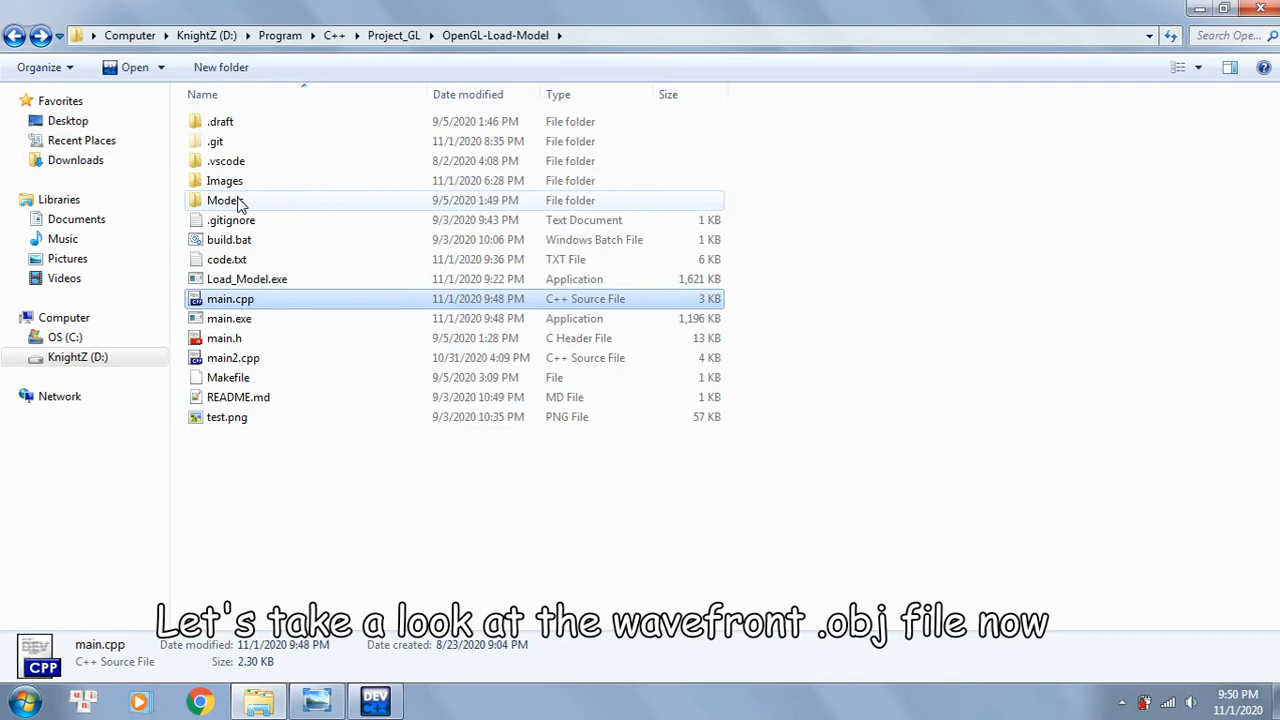 Computer KnightZ (D:) Program C++ Project_GL OpenGL-Load-Model
Search Ope...
Organize Open New folder
Name Date modified Type Size
Favorites
Desktop
Recent Places
Downloads
Libraries
Documents
Music
Pictures
Videos
Computer
OS (C:)
KnightZ (D:)
Network
.draft 9/5/2020 1:46 PM File folder
.git 11/1/2020 8:35 PM File folder
.vscode 8/2/2020 4:08 PM File folder
Images 11/1/2020 6:28 PM File folder
Models 9/5/2020 1:49 PM File folder
.gitignore 9/3/2020 9:43 PM Text Document 1 KB
build.bat 9/3/2020 10:06 PM Windows Batch File 1 KB
code.txt 11/1/2020 9:36 PM TXT File 6 KB
Load_Model.exe 11/1/2020 9:22 PM Application 1,621 KB
main.cpp 11/1/2020 9:48 PM C++ Source File 3 KB
main.exe 11/1/2020 9:48 PM Application 1,196 KB
main.h 9/5/2020 1:28 PM C Header File 13 KB
main2.cpp 10/31/2020 4:09 PM C++ Source File 4 KB
Makefile 9/5/2020 3:09 PM File 1 KB
README.md 9/3/2020 10:49 PM MD File 1 KB
test.png 9/3/2020 10:35 PM PNG File 57 KB
Let's take a look at the wavefront .obj file now
main.cpp Date modified: 11/1/2020 9:48 PM Date created: 8/23/2020 9:04 PM
C++ Source File Size: 2.30 KB
CPP
DEV
9:50 PM
11/1/2020